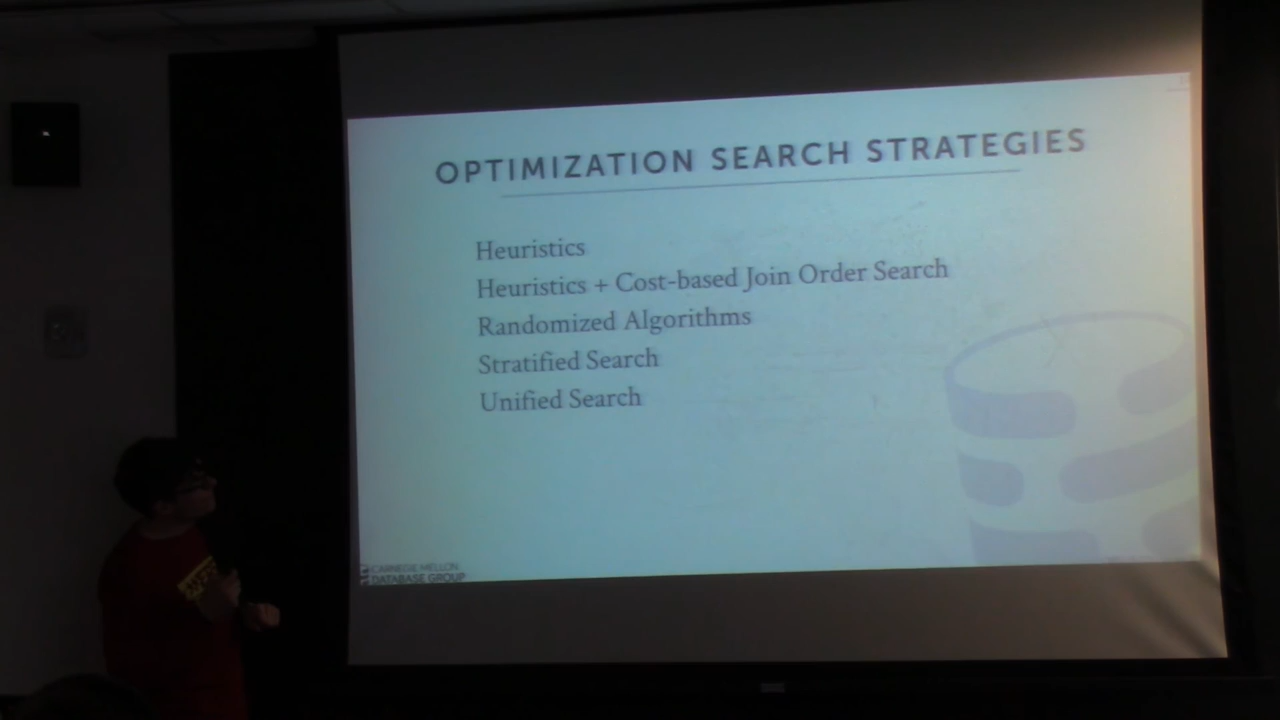 OPTIMIZATION SEARCH STRATEGIES
Heuristics
Heuristics + Cost-based Join Order Search
Randomized Algorithms
Stratified Search
Unified Search
CARNEGIE MELLON
DATABASE GROUP